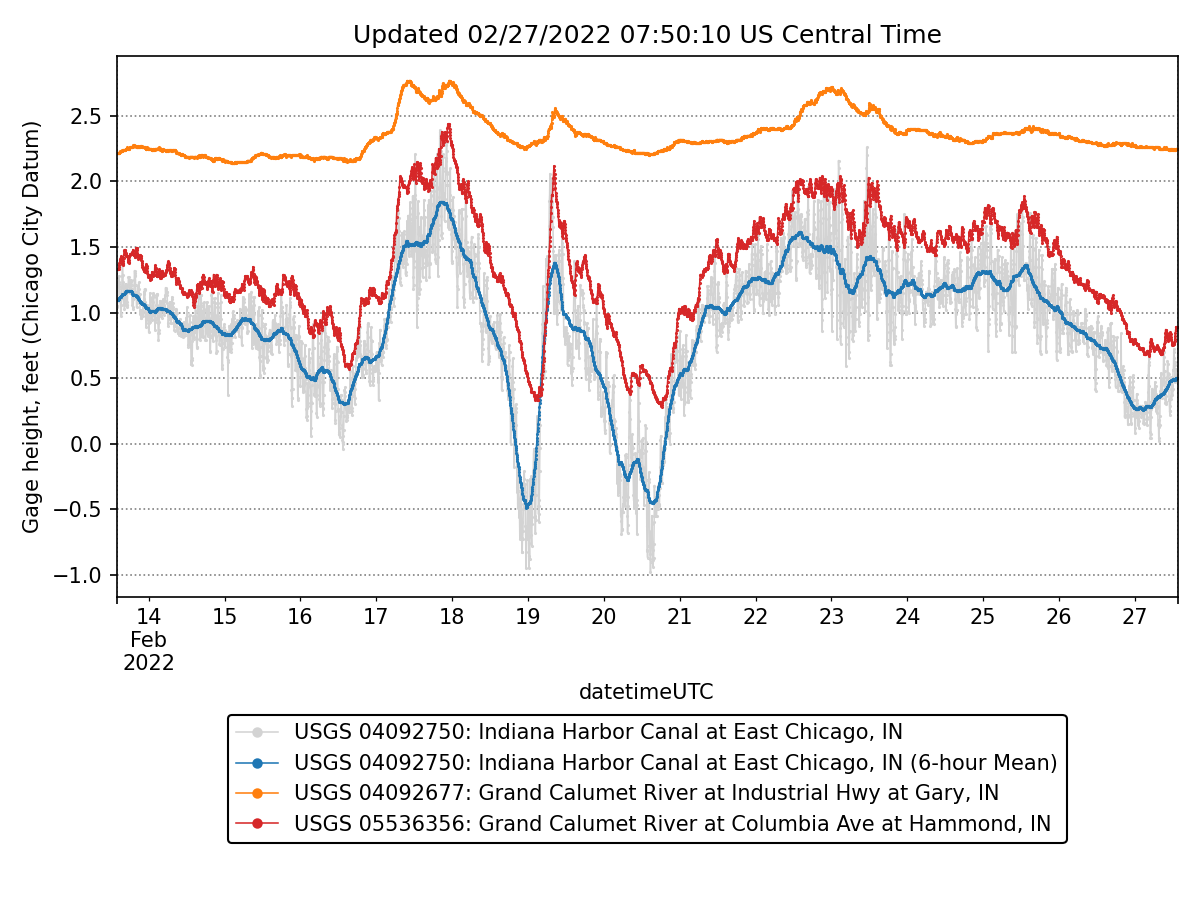 Updated 02/27/2022 07:50:10 US Central Time
Gage height, feet (Chicago City Datum)
2.5
2.0
1.5
1.0
0.5
0.0
−0.5
−1.0
14 15 16 17 18 19 20 21 22 23 24 25 26 27
Feb
2022
datetimeUTC
USGS 04092750: Indiana Harbor Canal at East Chicago, IN
USGS 04092750: Indiana Harbor Canal at East Chicago, IN (6-hour Mean)
USGS 04092677: Grand Calumet River at Industrial Hwy at Gary, IN
USGS 05536356: Grand Calumet River at Columbia Ave at Hammond, IN